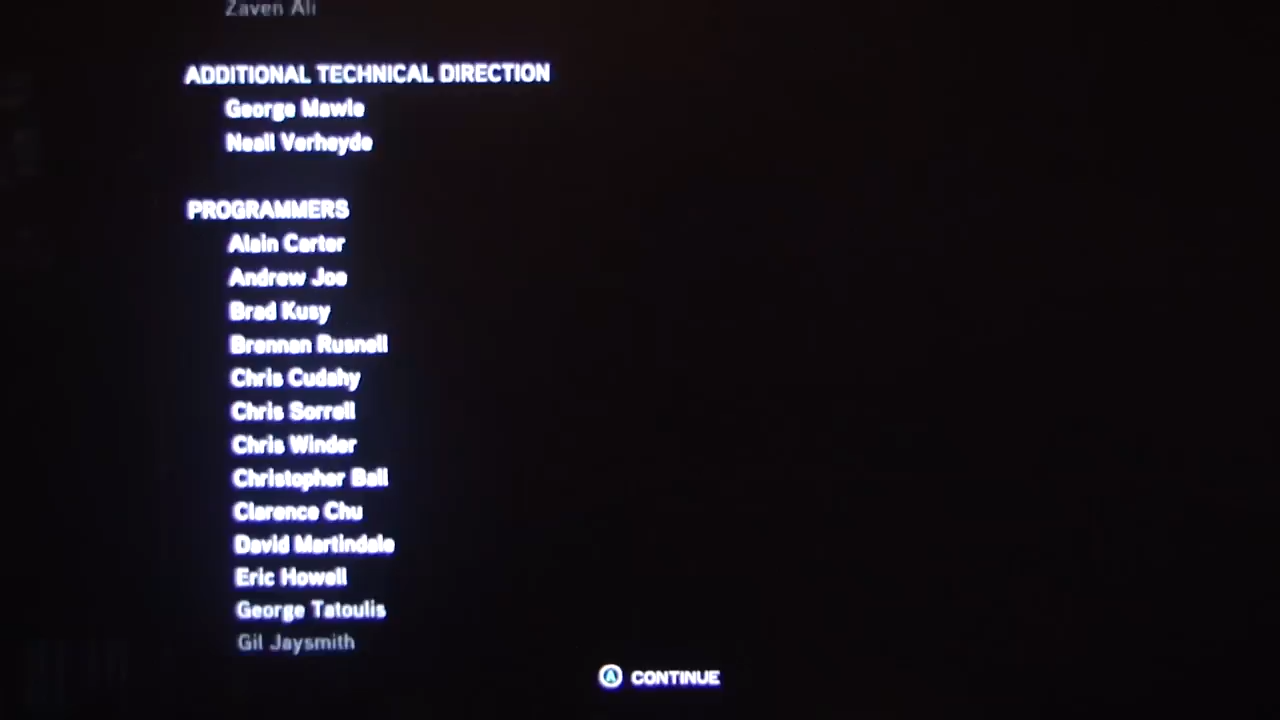 Zaven Ali
ADDITIONAL TECHNICAL DIRECTION
George Mawle
Neall Verheyde
PROGRAMMERS
Alain Carter
Andrew Joe
Brad Kusy
Brennan Rusnell
Chris Cudahy
Chris Sorrell
Chris Winder
Christopher Ball
Clarence Chu
David Martindale
Eric Howell
George Tatoulis
Gil Jaysmith
A CONTINUE